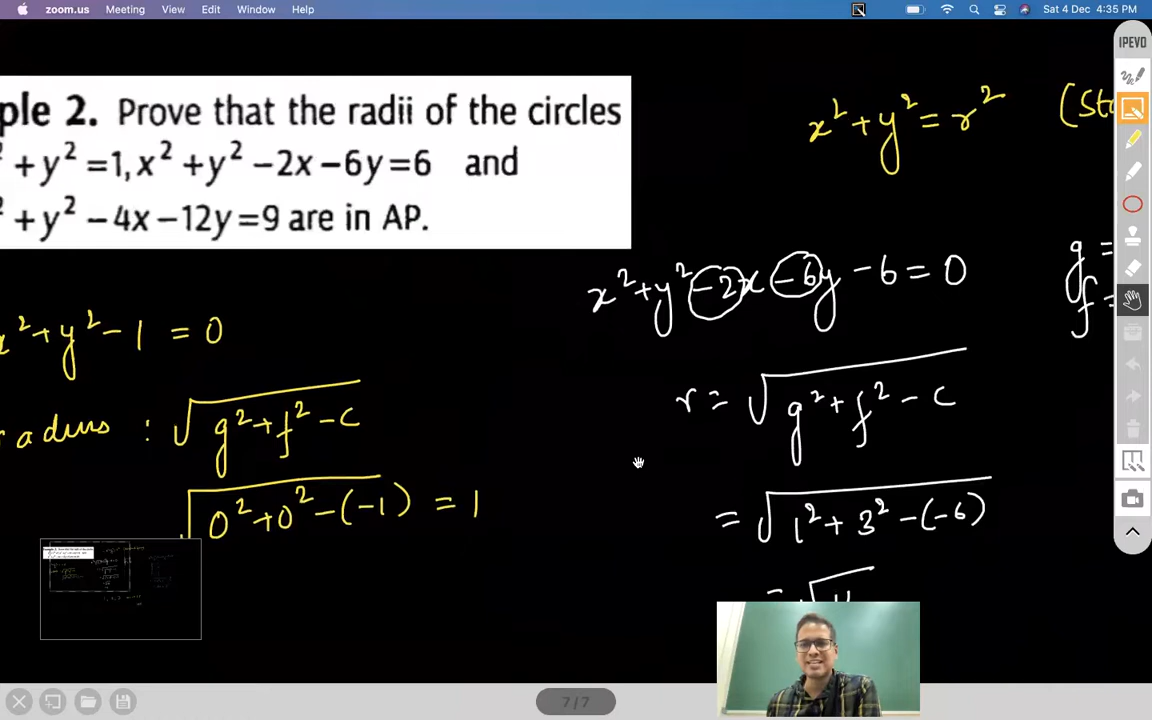 zoom.us Meeting View Edit Window Help Sat 4 Dec 4:35 PM
IPEVO
ple 2. Prove that the radii of the circles
² + y² = 1, x² + y² − 2x − 6y = 6 and
² + y² − 4x − 12y = 9 are in AP.
x² + y² = r² (St
x² + y² − 2x − 6y − 6 = 0
g =
f =
x² + y² − 1 = 0
radius : √(g² + f² − c)
√(0² + 0² − (−1)) = 1
r = √(g² + f² − c)
= √(1² + 3² − (−6))
= √
7 / 7